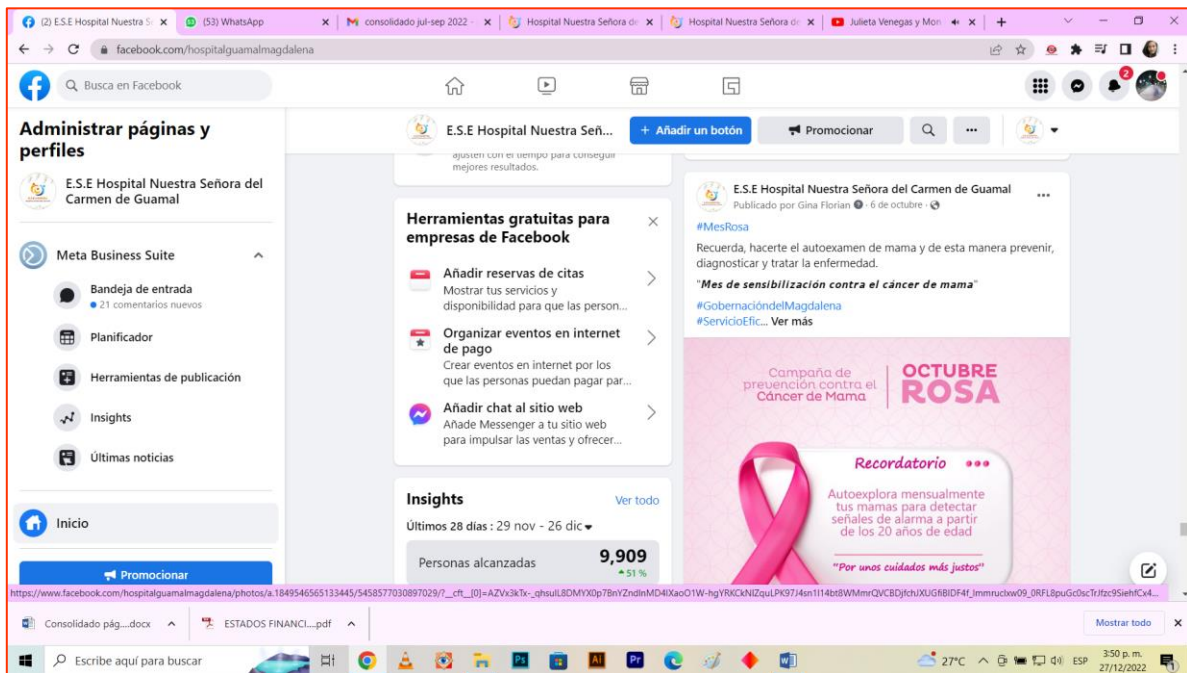 (2) E.S.E Hospital Nuestra S
(53) WhatsApp
consolidado jul-sep 2022 -
Hospital Nuestra Señora de
Hospital Nuestra Señora de
Julieta Venegas y Mon
facebook.com/hospitalguamalmagdalena
Busca en Facebook
2
Administrar páginas y
perfiles
E.S.E Hospital Nuestra Señora del
Carmen de Guamal
Meta Business Suite
Bandeja de entrada
21 comentarios nuevos
Planificador
Herramientas de publicación
Insights
Últimas noticias
Inicio
Promocionar
E.S.E Hospital Nuestra Señ...
+ Añadir un botón
Promocionar
ajusten con el tiempo para conseguir
mejores resultados.
Herramientas gratuitas para
empresas de Facebook
Añadir reservas de citas
Mostrar tus servicios y
disponibilidad para que las person...
Organizar eventos en internet
de pago
Crear eventos en internet por los
que las personas puedan pagar par...
Añadir chat al sitio web
Añade Messenger a tu sitio web
para impulsar las ventas y ofrecer...
Insights
Ver todo
Últimos 28 días : 29 nov - 26 dic
Personas alcanzadas
9,909
51 %
E.S.E Hospital Nuestra Señora del Carmen de Guamal
Publicado por Gina Florian · 6 de octubre ·
#MesRosa
Recuerda, hacerte el autoexamen de mama y de esta manera prevenir,
diagnosticar y tratar la enfermedad.
"Mes de sensibilización contra el cáncer de mama"
#GobernacióndelMagdalena
#ServicioEfic... Ver más
Campaña de
prevención contra el
Cáncer de Mama
OCTUBRE
ROSA
Recordatorio
Autoexplora mensualmente
tus mamas para detectar
señales de alarma a partir
de los 20 años de edad
"Por unos cuidados más justos"
Consolidado pág....docx
ESTADOS FINANCI....pdf
Mostrar todo
Escribe aquí para buscar
Ps
Ai
Pr
27°C
ESP
3:50 p. m.
27/12/2022
1